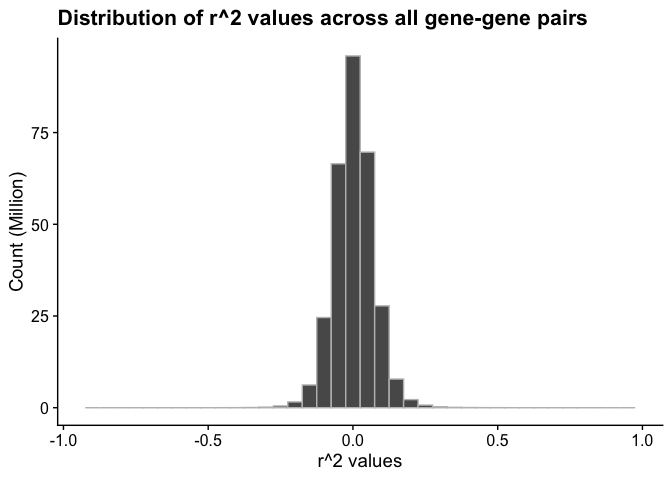 Distribution of r^2 values across all gene-gene pairs
Count (Million)
75
50
25
0
-1.0 -0.5 0.0 0.5 1.0
r^2 values